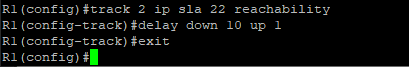 R1(config)#track 2 ip sla 22 reachability
R1(config-track)#delay down 10 up 1
R1(config-track)#exit
R1(config)#